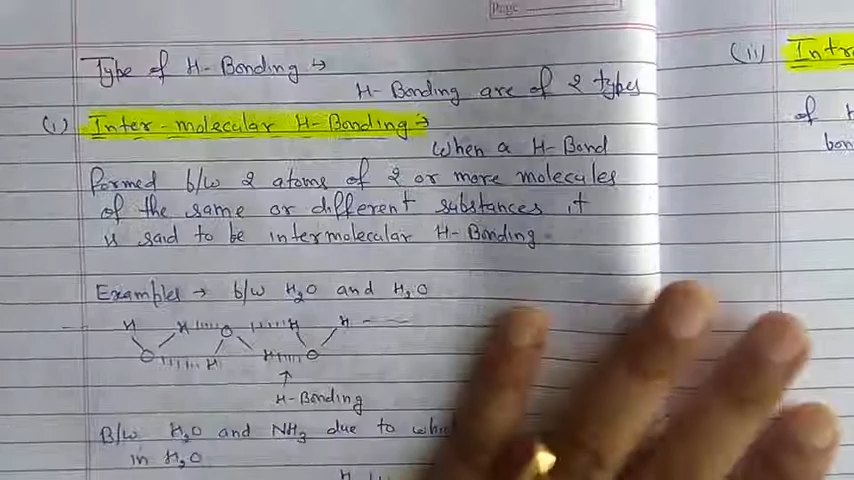 Page
Type of H-Bonding →
H-Bonding are of 2 types
(i) Inter-molecular H-Bonding →
When a H-Bond
formed b/w 2 atoms of 2 or more molecules
of the same or different substances it
is said to be intermolecular H-Bonding.
Examples → b/w H₂O and H₂O
H H O H H
O H H O
H-Bonding
B/w H₂O and NH₃ due to
in H₂O
H
(ii)
of